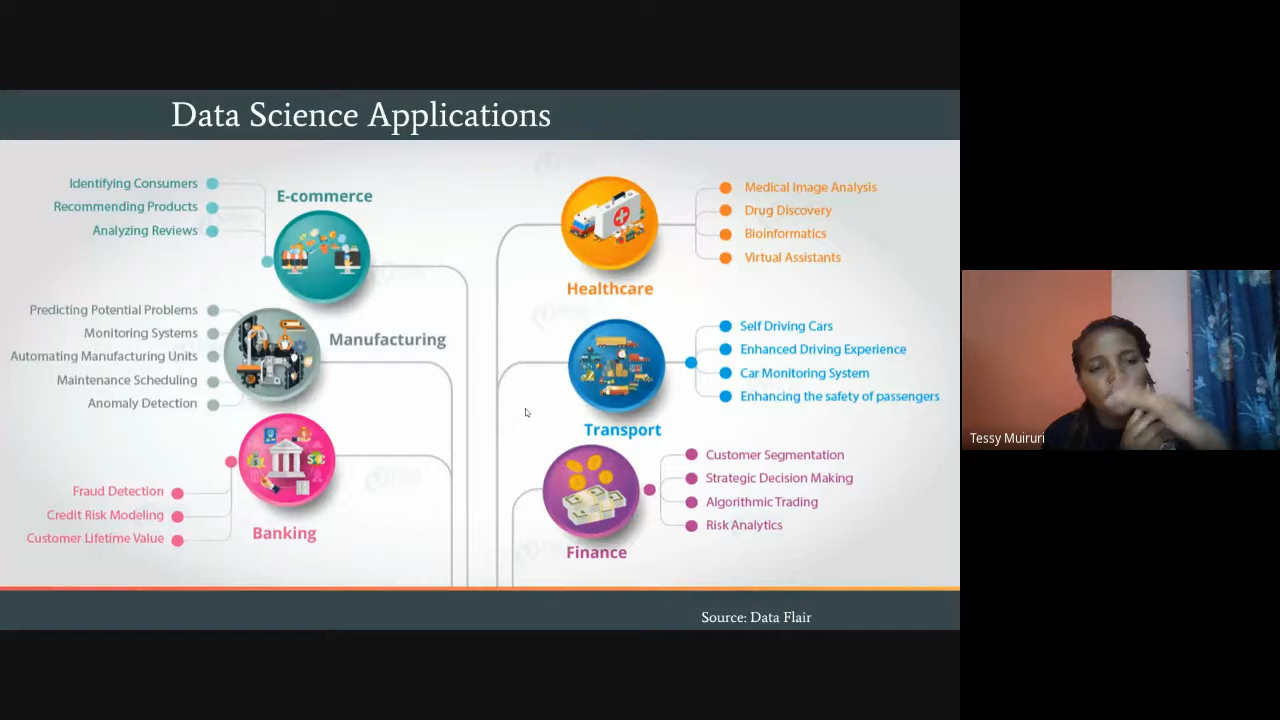 Data Science Applications
E-commerce
Identifying Consumers
Recommending Products
Analyzing Reviews
Manufacturing
Predicting Potential Problems
Monitoring Systems
Automating Manufacturing Units
Maintenance Scheduling
Anomaly Detection
Banking
Fraud Detection
Credit Risk Modeling
Customer Lifetime Value
Healthcare
Medical Image Analysis
Drug Discovery
Bioinformatics
Virtual Assistants
Transport
Self Driving Cars
Enhanced Driving Experience
Car Monitoring System
Enhancing the safety of passengers
Finance
Customer Segmentation
Strategic Decision Making
Algorithmic Trading
Risk Analytics
Source: Data Flair
Tessy Muiruri